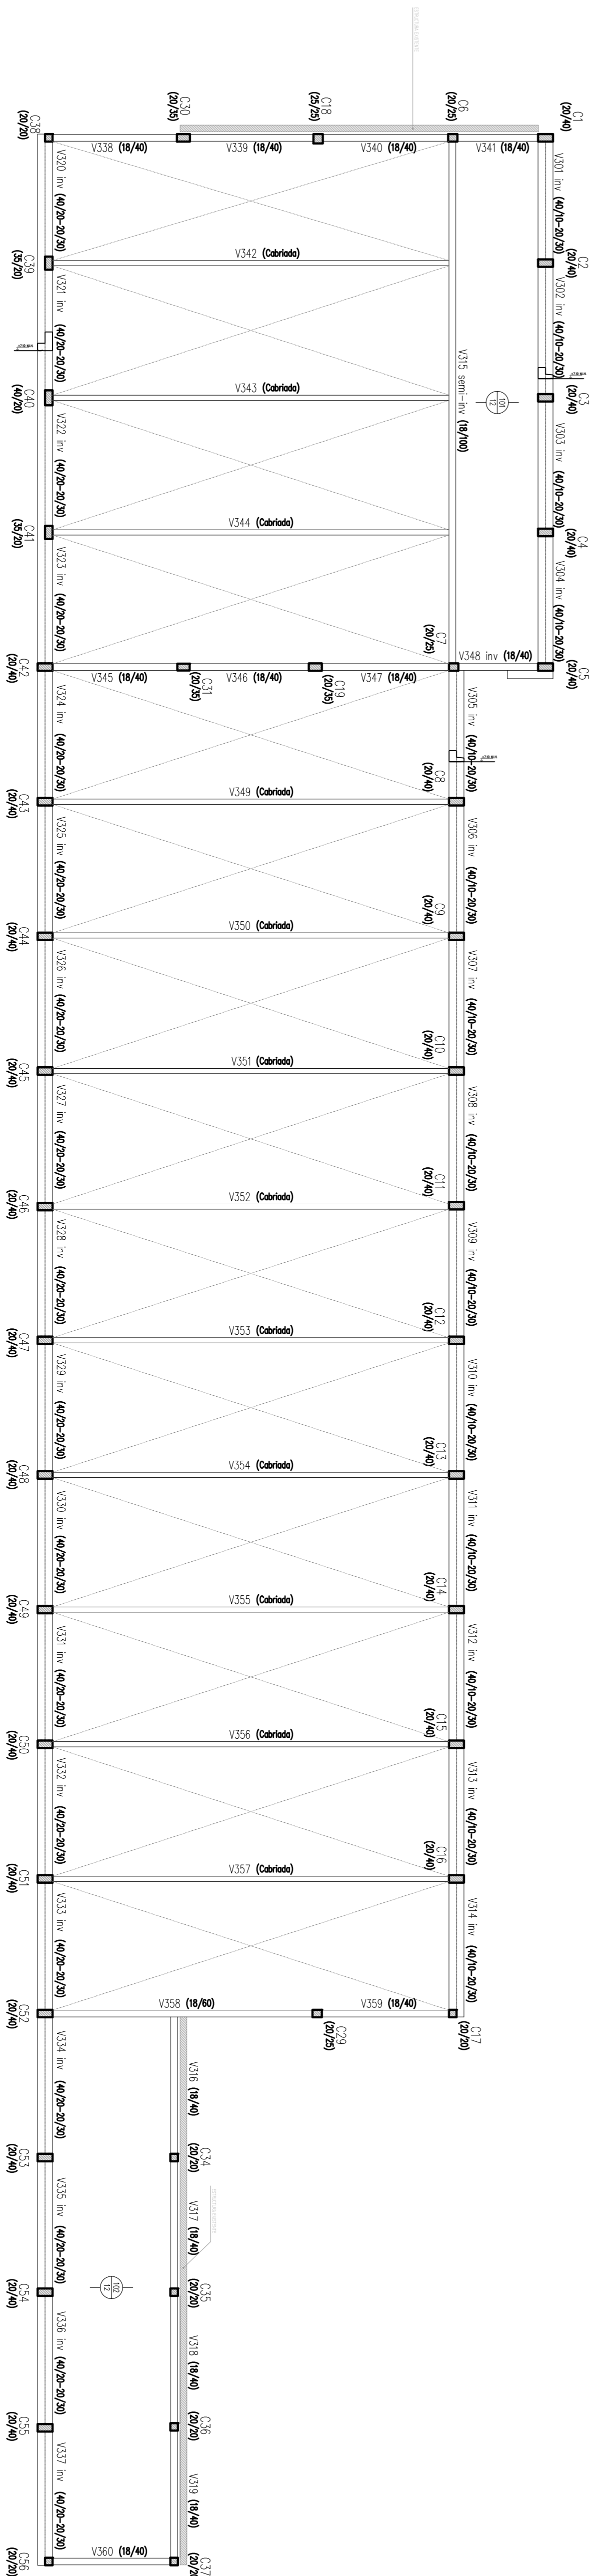 C1
(20/40)
C6
(20/25)
C18
(25/25)
C30
(20/35)
C38
(20/20)
V341 (18/40)
V340 (18/40)
V339 (18/40)
V338 (18/40)
V301 inv (40/10-20/30)
C2
(20/40)
V302 inv (40/10-20/30)
C3
(20/40)
V303 inv (40/10-20/30)
C4
(20/40)
V304 inv (40/10-20/30)
C5
(20/40)
V315 semi-inv (18/100)
101
12
V342 (Cabriada)
V343 (Cabriada)
V344 (Cabriada)
V320 inv (40/20-20/30)
C39
(35/20)
V321 inv (40/20-20/30)
C40
(40/20)
V322 inv (40/20-20/30)
C41
(35/20)
V323 inv (40/20-20/30)
C42
(20/40)
V348 inv (18/40)
C7
(20/25)
V347 (18/40)
C19
(20/35)
V346 (18/40)
C31
(20/35)
V345 (18/40)
V305 inv (40/10-20/30)
C8
(20/40)
V306 inv (40/10-20/30)
C9
(20/40)
V307 inv (40/10-20/30)
C10
(20/40)
V308 inv (40/10-20/30)
C11
(20/40)
V309 inv (40/10-20/30)
C12
(20/40)
V310 inv (40/10-20/30)
C13
(20/40)
V311 inv (40/10-20/30)
C14
(20/40)
V312 inv (40/10-20/30)
C15
(20/40)
V313 inv (40/10-20/30)
C16
(20/40)
V314 inv (40/10-20/30)
C17
(20/20)
V349 (Cabriada)
V350 (Cabriada)
V351 (Cabriada)
V352 (Cabriada)
V353 (Cabriada)
V354 (Cabriada)
V355 (Cabriada)
V356 (Cabriada)
V357 (Cabriada)
V324 inv (40/20-20/30)
C43
(20/40)
V325 inv (40/20-20/30)
C44
(20/40)
V326 inv (40/20-20/30)
C45
(20/40)
V327 inv (40/20-20/30)
C46
(20/40)
V328 inv (40/20-20/30)
C47
(20/40)
V329 inv (40/20-20/30)
C48
(20/40)
V330 inv (40/20-20/30)
C49
(20/40)
V331 inv (40/20-20/30)
C50
(20/40)
V332 inv (40/20-20/30)
C51
(20/40)
V333 inv (40/20-20/30)
C52
(20/40)
V359 (18/40)
C29
(20/25)
V358 (18/60)
V316 (18/40)
C34
(20/20)
V317 (18/40)
C35
(20/20)
V318 (18/40)
C36
(20/20)
V319 (18/40)
C37
V334 inv (40/20-20/30)
C53
(20/40)
V335 inv (40/20-20/30)
C54
(20/40)
102
12
V336 inv (40/20-20/30)
C55
(20/40)
V337 inv (40/20-20/30)
V360 (18/40)
C56
(20/20)